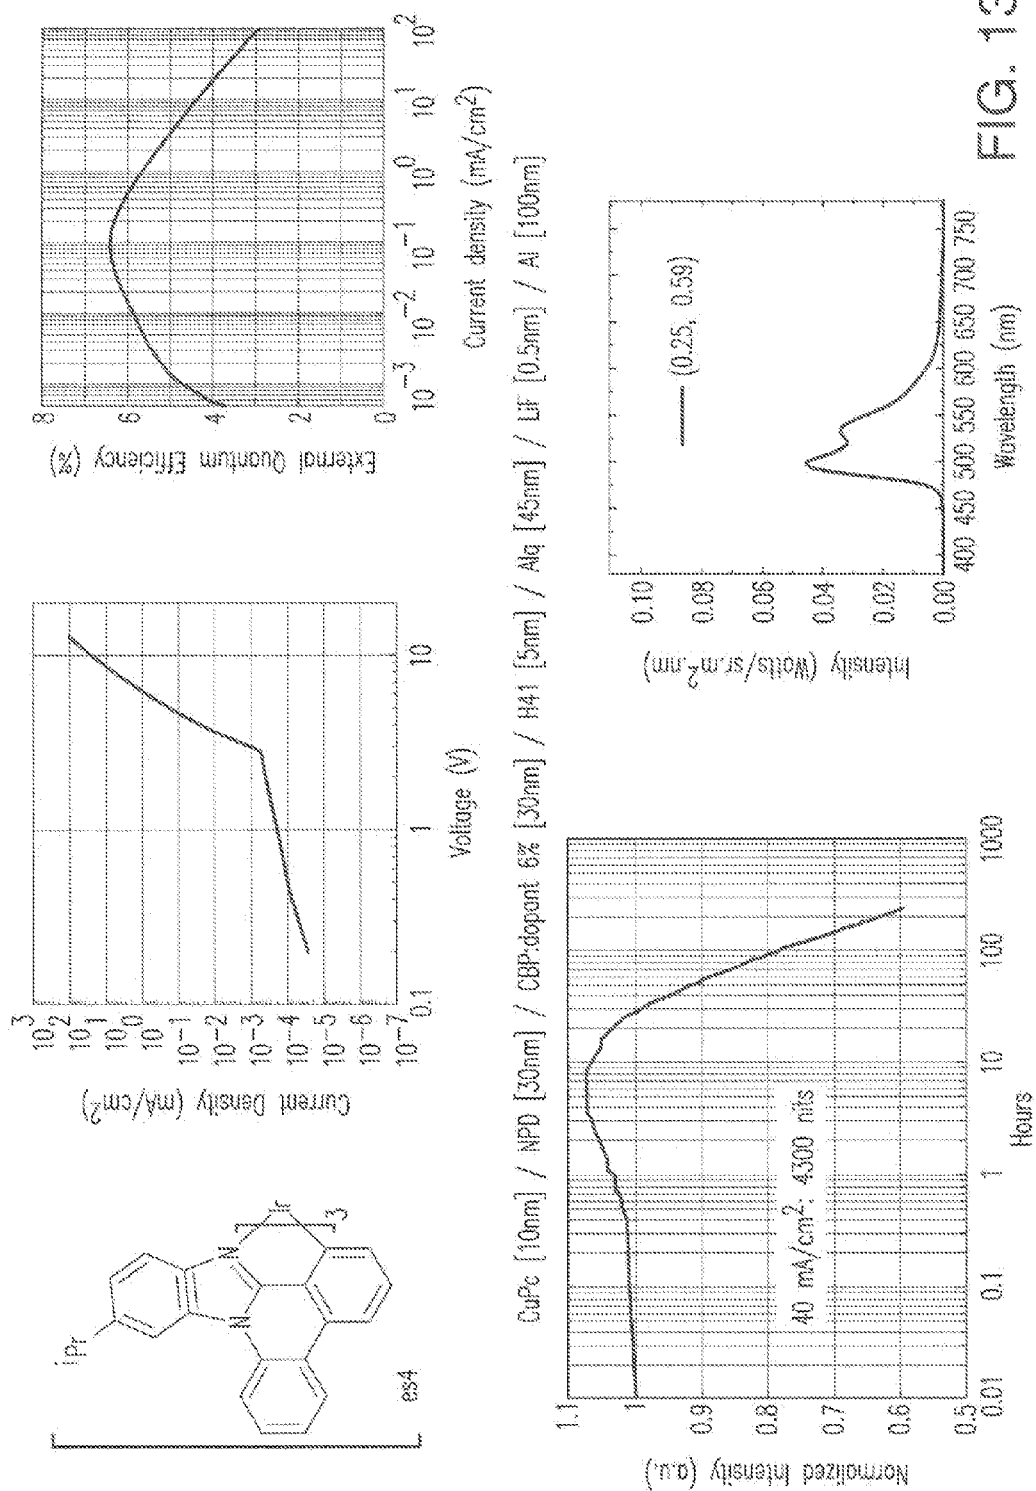 iPr
N
N
Ir
3
es4
Current Density (mA/cm2)
10^3
10^2
10^1
10^0
10^-1
10^-2
10^-3
10^-4
10^-5
10^-6
10^-7
0.1
1
10
Voltage (V)
External Quantum Efficiency (%)
8
6
4
2
0
10^-3
10^-2
10^-1
10^0
10^1
10^2
Current density (mA/cm2)
CuPc [10nm] / NPD [30nm] / CBP:dopant 6% [30nm] / H41 [5nm] / Alq [45nm] / LiF [0.5nm] / Al [100nm]
Normalized Intensity (a.u.)
1.1
1
0.9
0.8
0.7
0.6
0.5
0.01
0.1
1
10
100
1000
Hours
40 mA/cm2: 4300 nits
Intensity (Watts/sr.m2.nm)
0.10
0.08
0.06
0.04
0.02
0.00
400 450 500 550 600 650 700 750
Wavelength (nm)
(0.25, 0.59)
FIG. 13